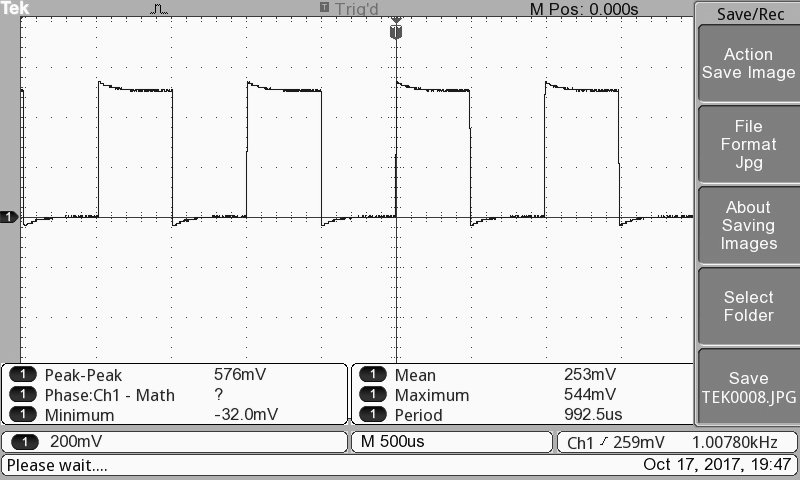 Tek
T Trig'd
M Pos: 0.000s
Save/Rec
T
Action
Save Image
File
Format
Jpg
1
About
Saving
Images
Select
Folder
1 Peak-Peak 576mV
1 Phase:Ch1 - Math ?
1 Minimum -32.0mV
1 Mean 253mV
1 Maximum 544mV
1 Period 992.5us
Save
TEK0008.JPG
1 200mV
M 500us
Ch1 259mV 1.00780kHz
Please wait....
Oct 17, 2017, 19:47